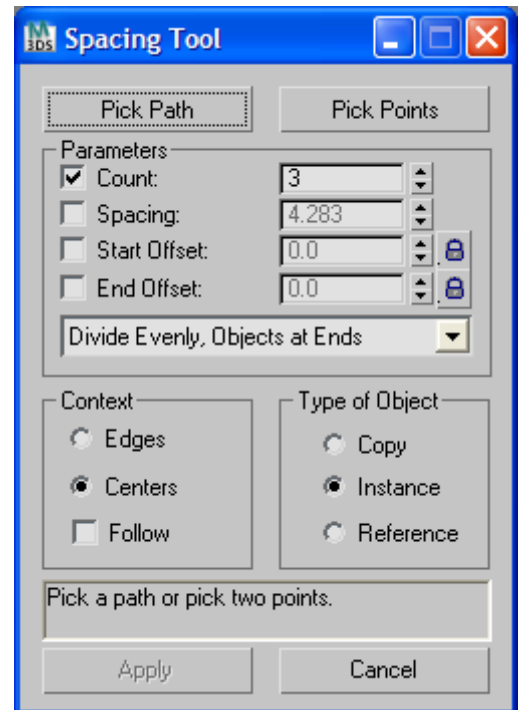 M 3DS Spacing Tool
Pick Path Pick Points
Parameters
Count: 3
Spacing: 4.283
Start Offset: 0.0
End Offset: 0.0
Divide Evenly, Objects at Ends
Context Type of Object
Edges Copy
Centers Instance
Follow Reference
Pick a path or pick two points.
Apply Cancel